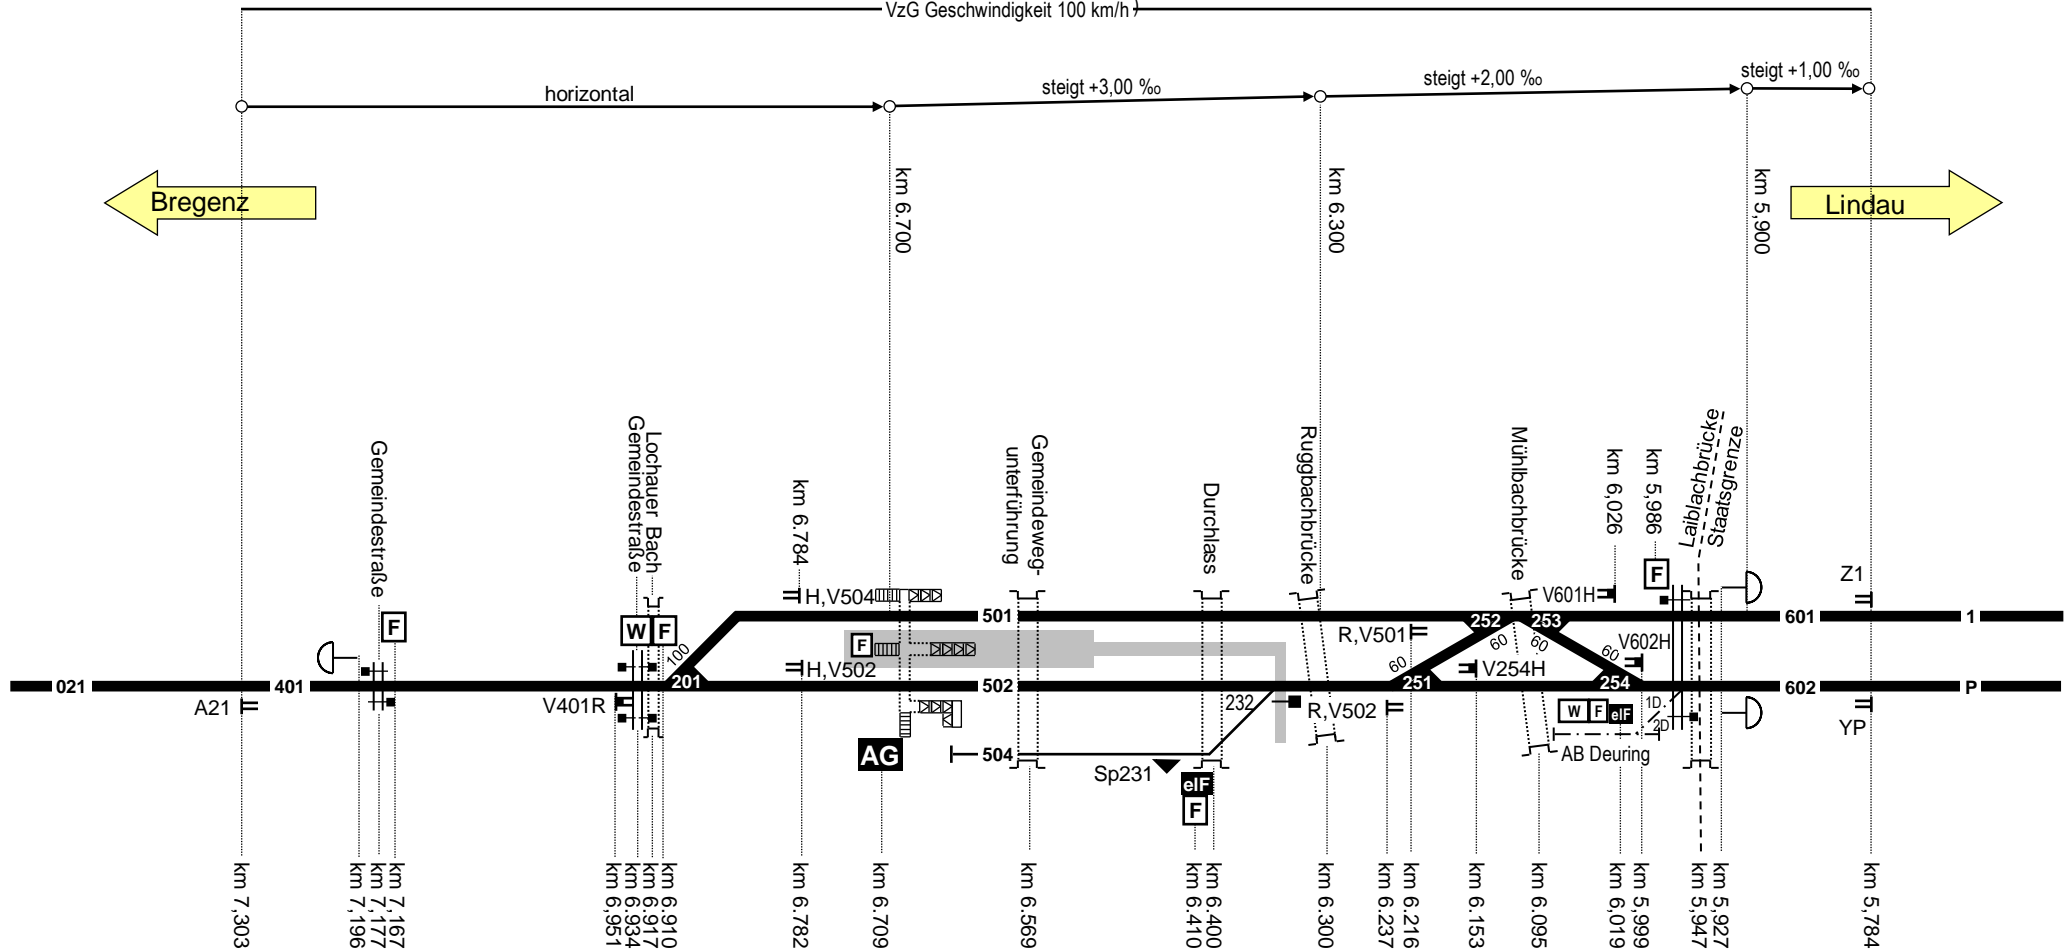 VzG Geschwindigkeit 100 km/h )
horizontal
steigt +3,00 ‰
steigt +2,00 ‰
steigt +1,00 ‰
Bregenz
Lindau
km 6.700
km 6.300
km 5,900
Gemeindestraße
Gemeindestraße
Lochauer Bach
km 6.784
Gemeindeweg-
unterführung
Durchlass
Ruggbachbrücke
Mühlbachbrücke
km 6,026
km 5,986
Laiblachbrücke
Staatsgrenze
F
W
F
H,V504
501
R,V501
252
253
V601H
F
601
Z1
1
100
F
60
60
60
60
V602H
H,V502
V254H
021
401
201
502
251
254
602
P
A21
V401R
232
R,V502
W
F
elF
1D
2D
YP
AG
504
AB Deuring
Sp231
elF
F
km 7,303
km 7,196
km 7,177
km 7,167
km 6,951
km 6.934
km 6.917
km 6.910
km 6.782
km 6.709
km 6.569
km 6.410
km 6.400
km 6.300
km 6.237
km 6.216
km 6.153
km 6.095
km 6,019
km 5,999
km 5,947
km 5,927
km 5,784